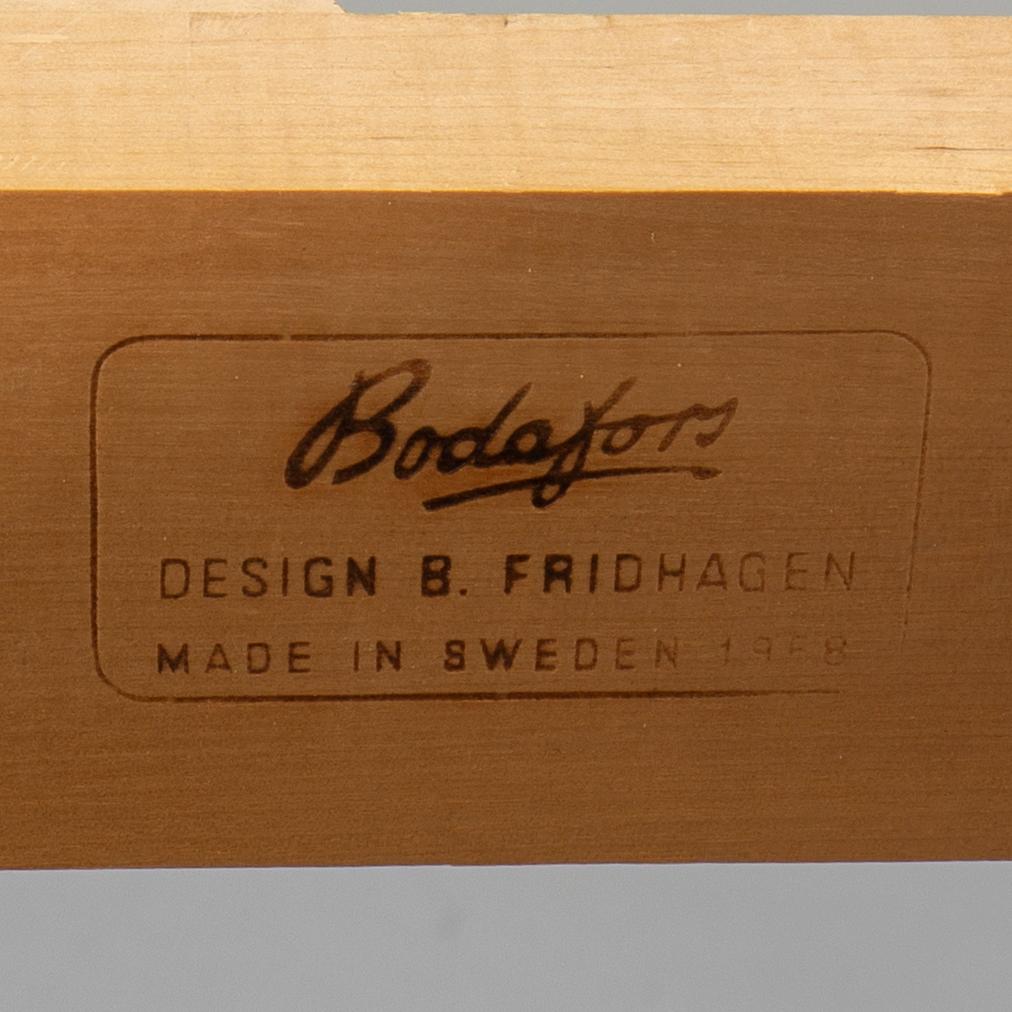 Bodafors
DESIGN B. FRIDHAGEN
MADE IN SWEDEN